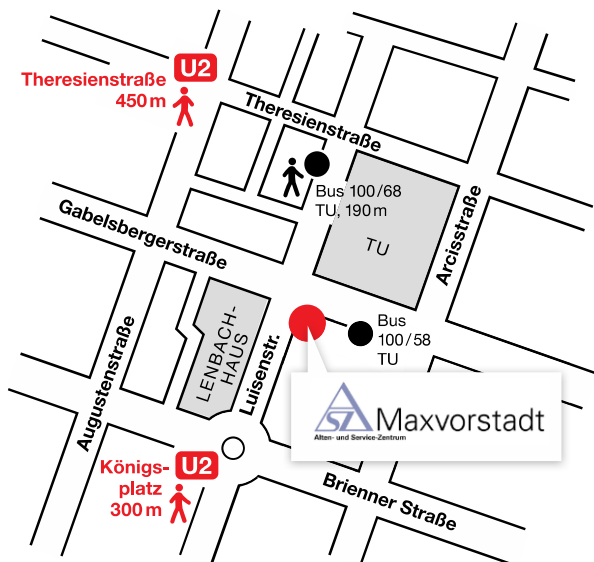 U2
Theresienstraße
450 m
Theresienstraße
Bus 100/68
TU, 190 m
Gabelsbergerstraße
TU
Arcisstraße
LENBACH-
HAUS
Luisenstr.
Bus
100/58
TU
Augustenstraße
ASZ Maxvorstadt
Alten- und Service-Zentrum
U2
Königs-
platz
300 m
Brienner Straße